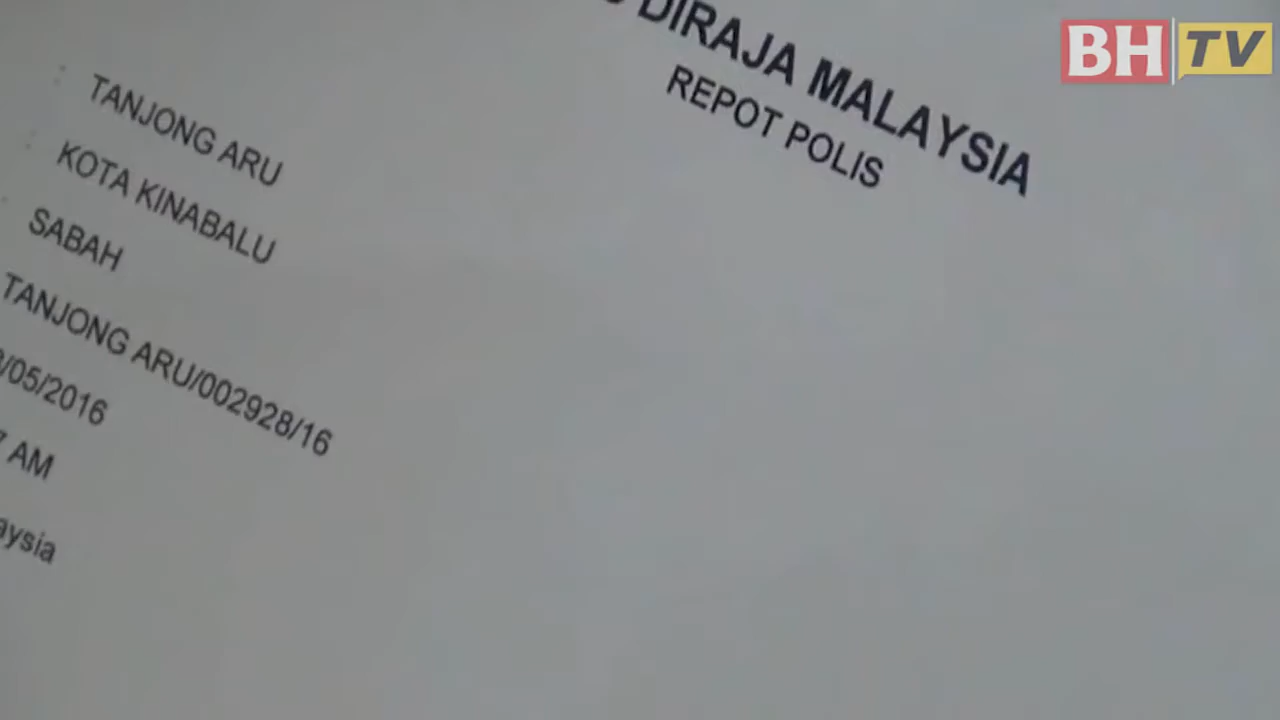 DIRAJA MALAYSIA
REPOT POLIS
TANJONG ARU
KOTA KINABALU
SABAH
TANJONG ARU/002928/16
/05/2016
AM
aysia
BH TV